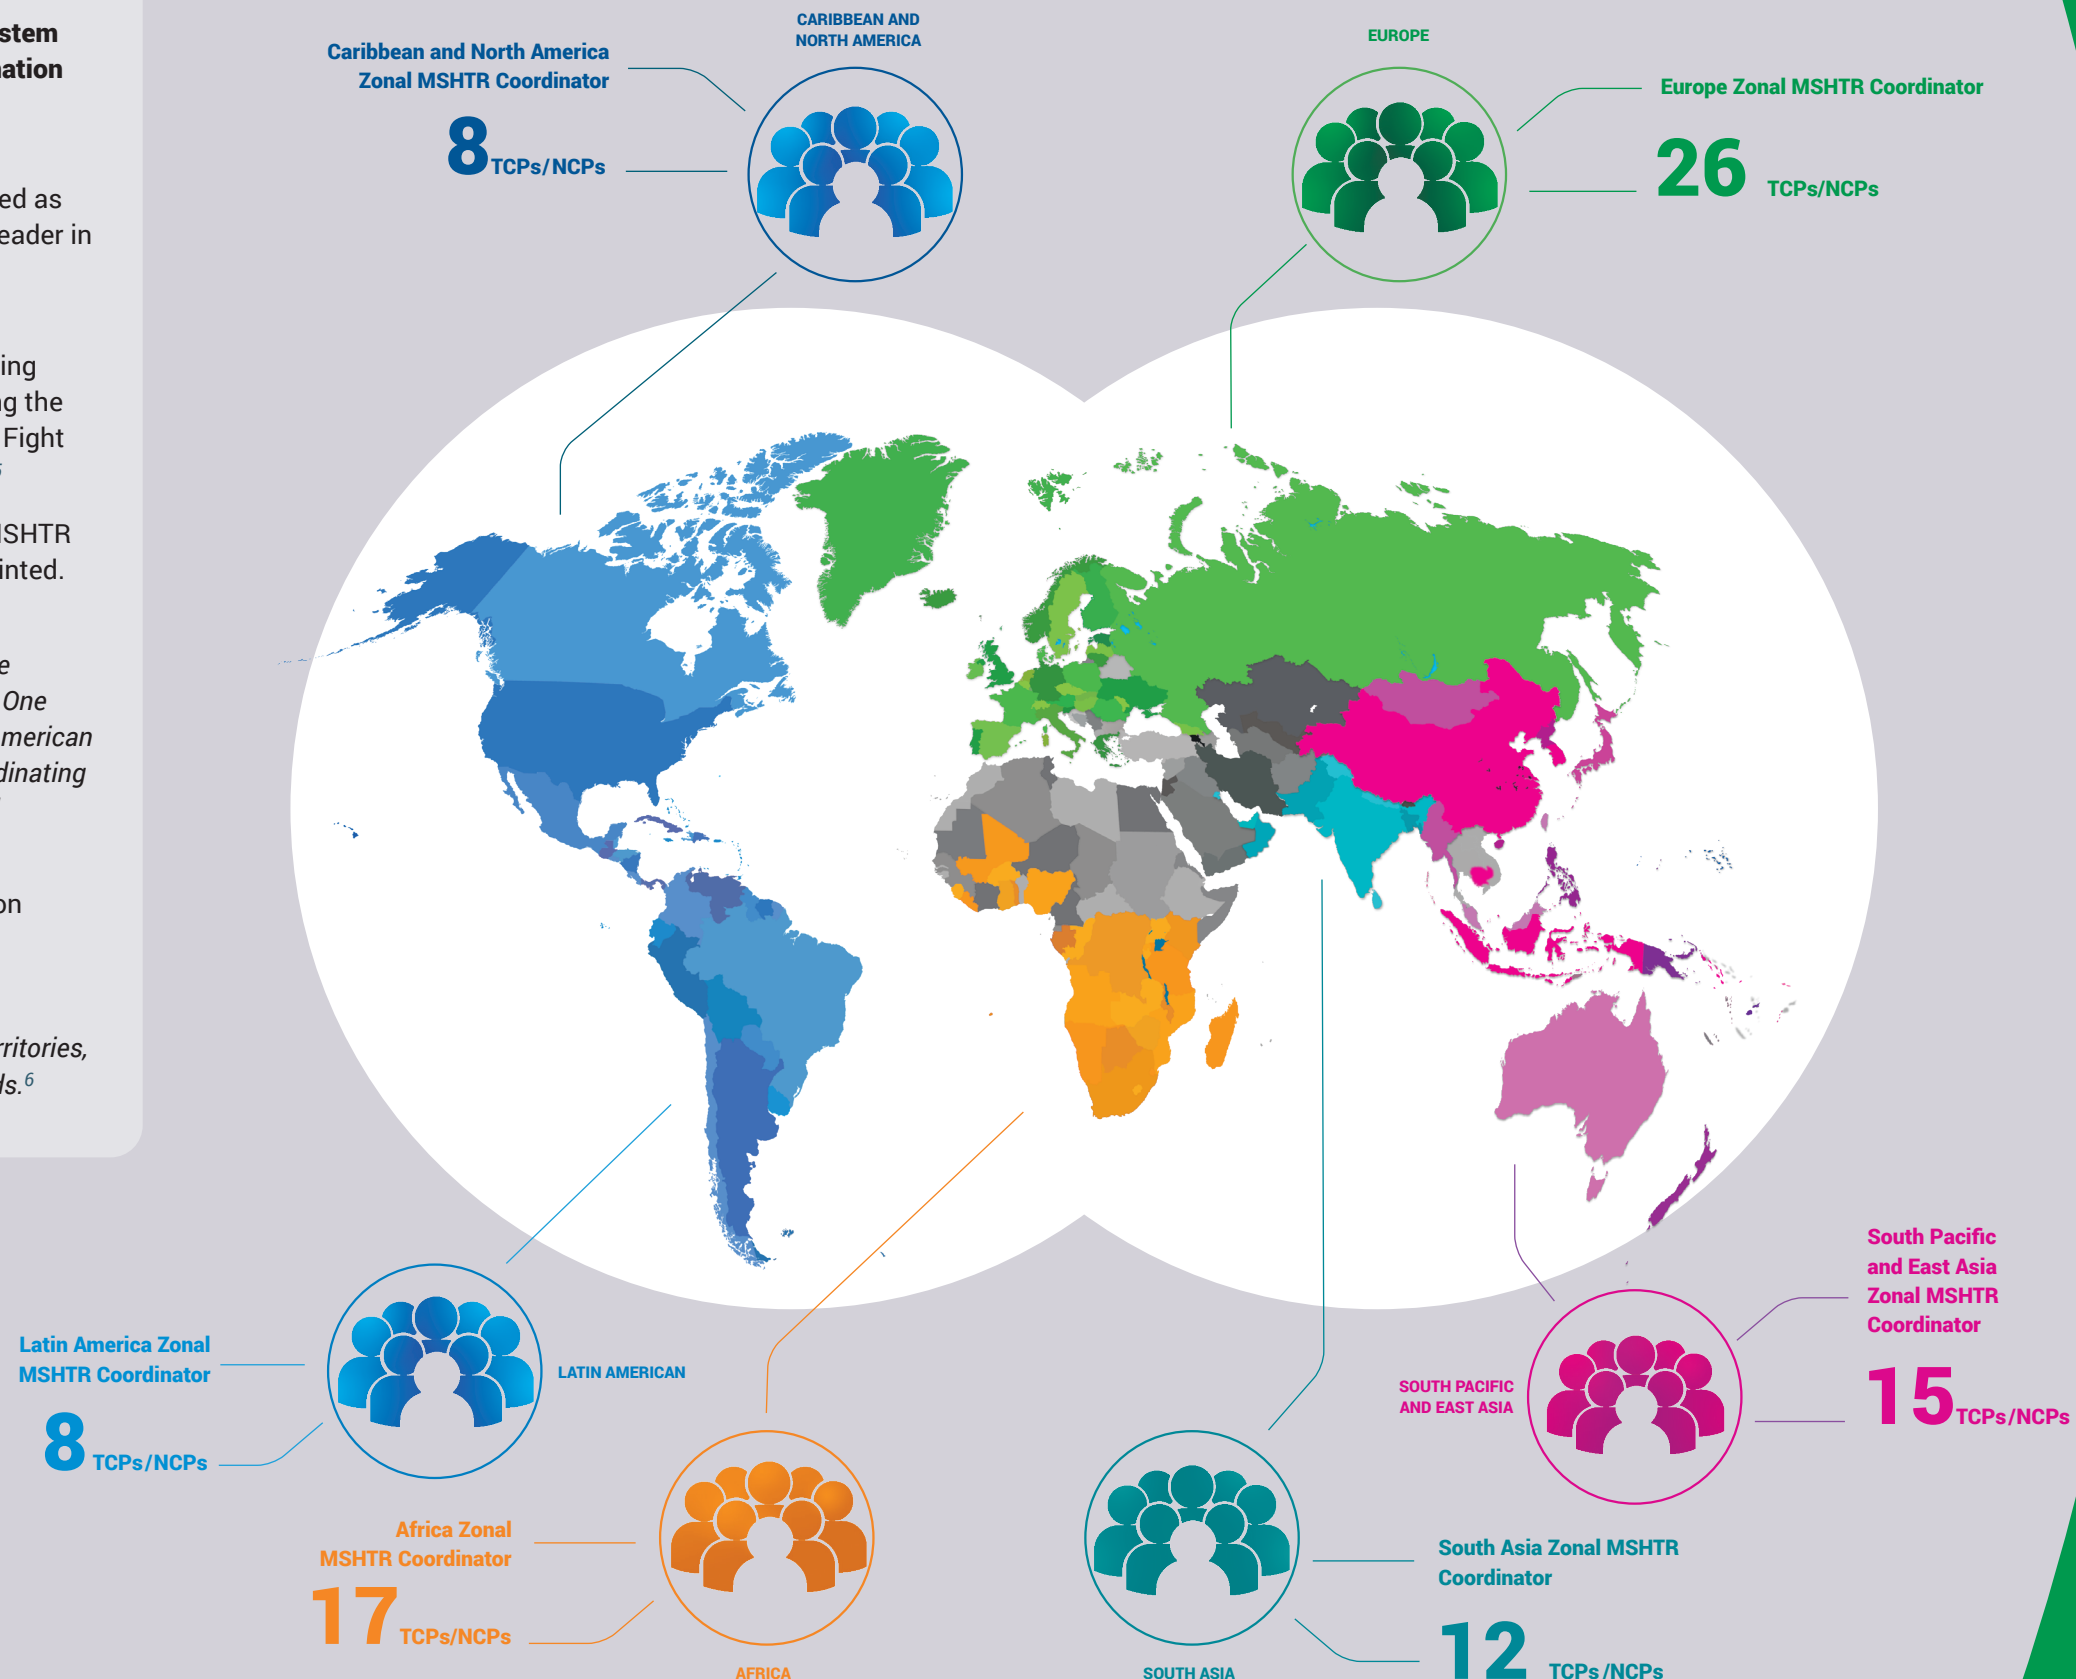 stem
ation
ed as
eader in
ing
ng the
Fight
ISHTR
inted.
e
One
merican
dinating
on
rritories,
ds.6
CARIBBEAN AND
NORTH AMERICA
Caribbean and North America
Zonal MSHTR Coordinator
8 TCPs/NCPs
EUROPE
Europe Zonal MSHTR Coordinator
26 TCPs/NCPs
Latin America Zonal
MSHTR Coordinator
8 TCPs/NCPs
LATIN AMERICAN
Africa Zonal
MSHTR Coordinator
17 TCPs/NCPs
AFRICA
South Asia Zonal MSHTR
Coordinator
12 TCPs/NCPs
SOUTH ASIA
South Pacific
and East Asia
Zonal MSHTR
Coordinator
15 TCPs/NCPs
SOUTH PACIFIC
AND EAST ASIA